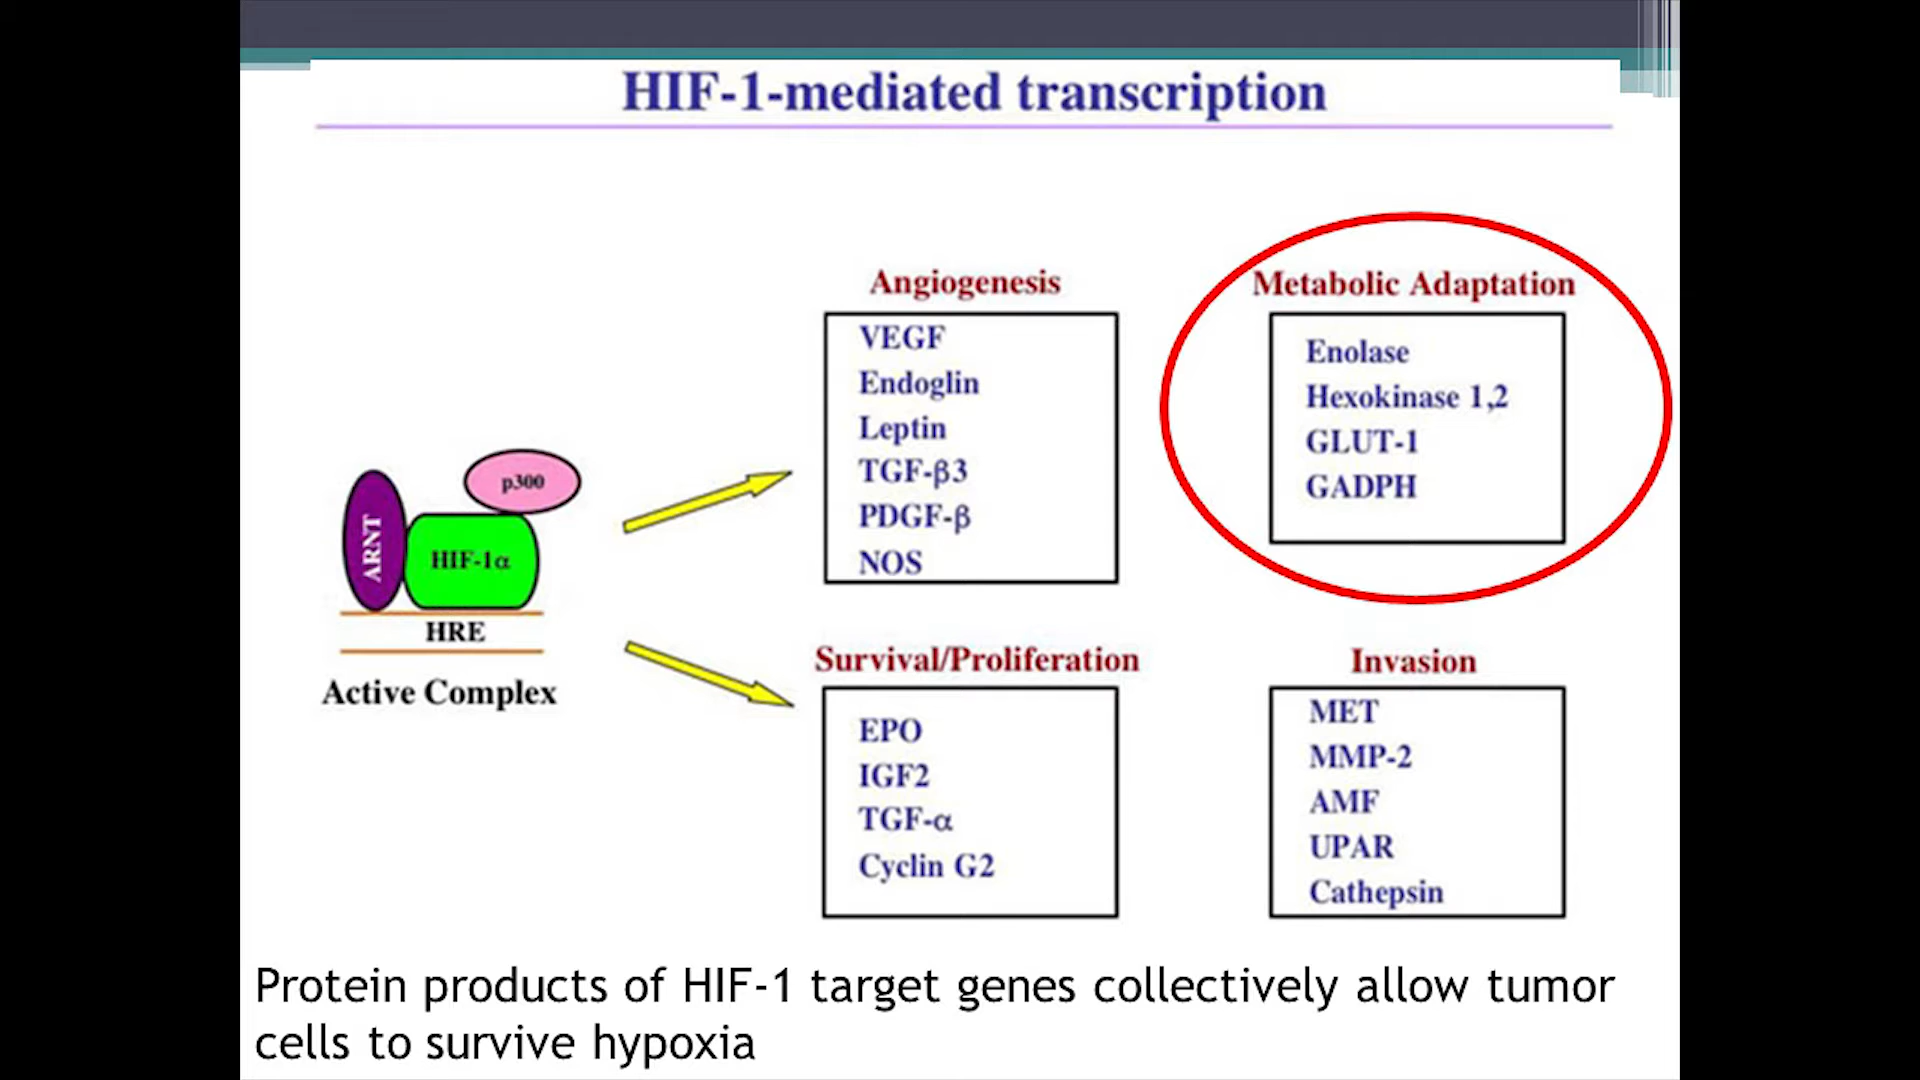 HIF-1-mediated transcription
Angiogenesis
VEGF
Endoglin
Leptin
TGF-β3
PDGF-β
NOS
Metabolic Adaptation
Enolase
Hexokinase 1,2
GLUT-1
GADPH
p300
ARNT
HIF-1α
HRE
Active Complex
Survival/Proliferation
EPO
IGF2
TGF-α
Cyclin G2
Invasion
MET
MMP-2
AMF
UPAR
Cathepsin
Protein products of HIF-1 target genes collectively allow tumor
cells to survive hypoxia